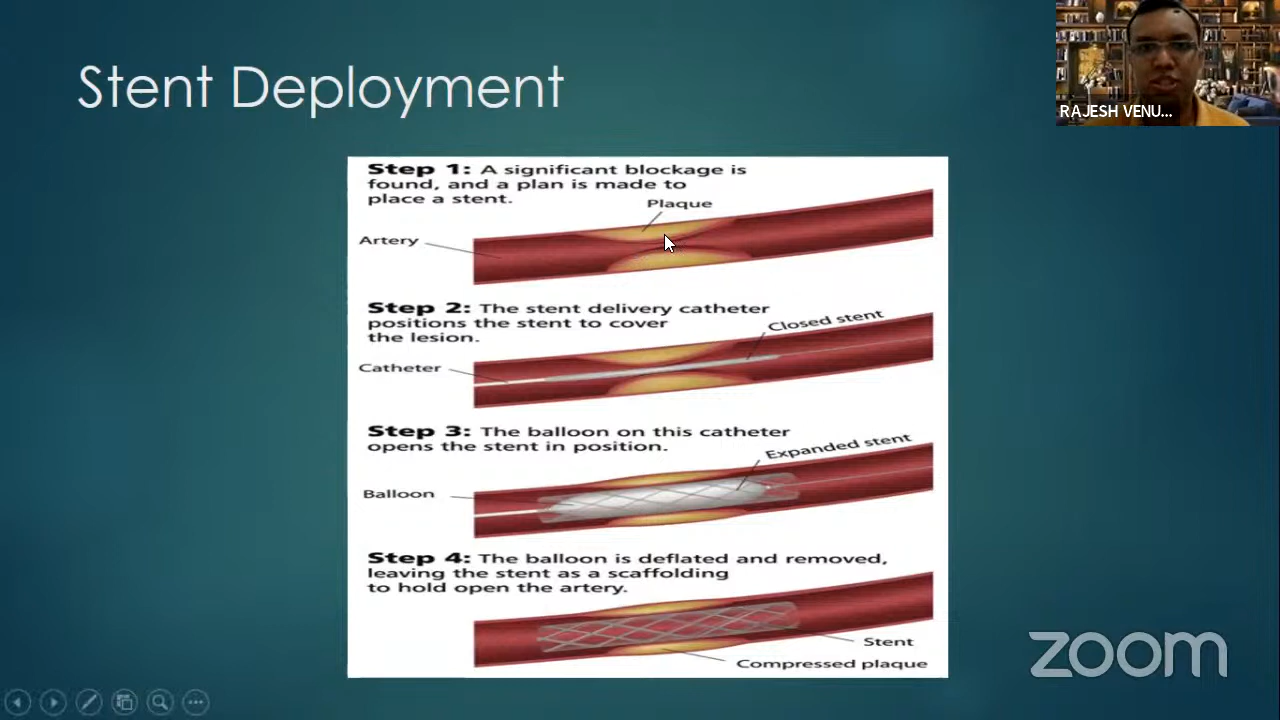 Stent Deployment
RAJESH VENU...
Step 1: A significant blockage is
found, and a plan is made to
place a stent.
Plaque
Artery
Step 2: The stent delivery catheter
positions the stent to cover
the lesion.
Closed stent
Catheter
Step 3: The balloon on this catheter
opens the stent in position.
Expanded stent
Balloon
Step 4: The balloon is deflated and removed,
leaving the stent as a scaffolding
to hold open the artery.
Stent
Compressed plaque
zoom